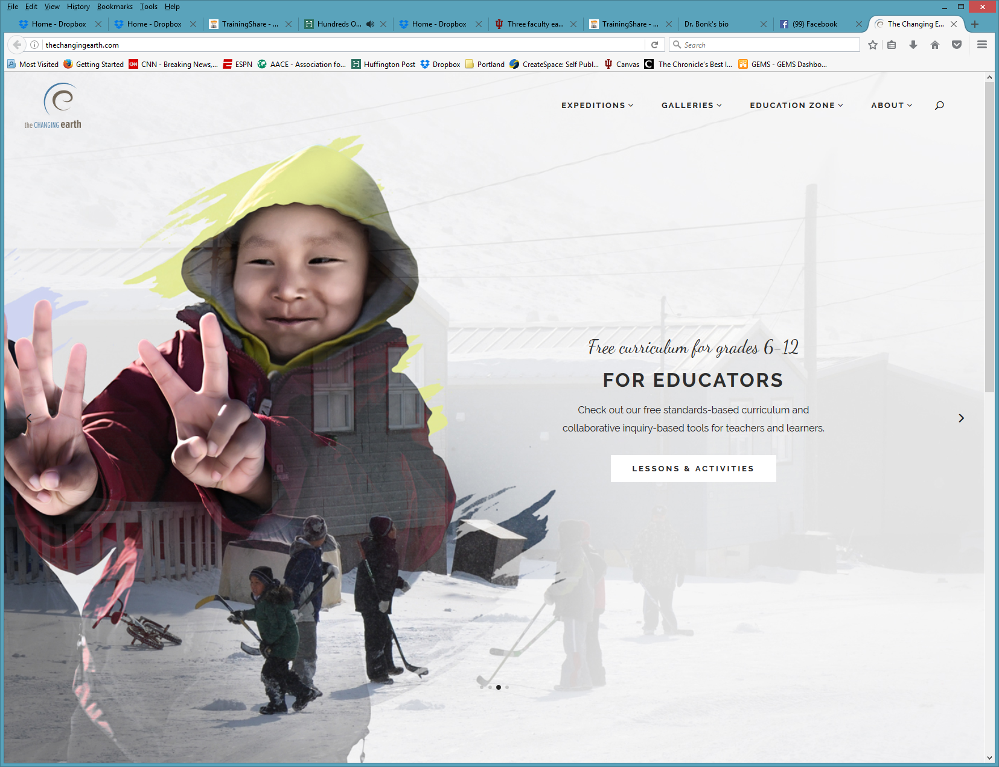 File Edit View History Bookmarks Tools Help
Home - Dropbox Home - Dropbox TrainingShare - ... Hundreds O... Home - Dropbox Three faculty ea... TrainingShare - ... Dr. Bonk's bio (99) Facebook The Changing E...
thechangingearth.com Search
Most Visited Getting Started CNN - Breaking News,... ESPN AACE - Association fo... Huffington Post Dropbox Portland CreateSpace: Self Publ... Canvas The Chronicle's Best I... GEMS - GEMS Dashbo...
the CHANGING earth
EXPEDITIONS GALLERIES EDUCATION ZONE ABOUT
Free curriculum for grades 6-12
FOR EDUCATORS
Check out our free standards-based curriculum and
collaborative inquiry-based tools for teachers and learners.
LESSONS & ACTIVITIES